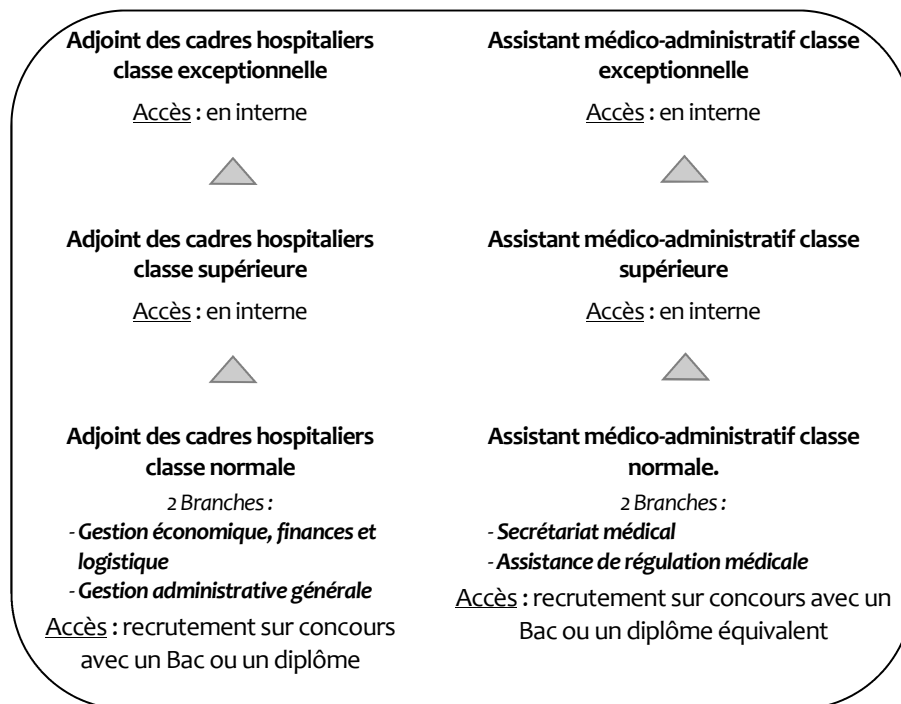 Adjoint des cadres hospitaliers
classe exceptionnelle
Accès : en interne
Adjoint des cadres hospitaliers
classe supérieure
Accès : en interne
Adjoint des cadres hospitaliers
classe normale
2 Branches :
- Gestion économique, finances et
logistique
- Gestion administrative générale
Accès : recrutement sur concours
avec un Bac ou un diplôme
Assistant médico-administratif classe
exceptionnelle
Accès : en interne
Assistant médico-administratif classe
supérieure
Accès : en interne
Assistant médico-administratif classe
normale.
2 Branches :
- Secrétariat médical
- Assistance de régulation médicale
Accès : recrutement sur concours avec un
Bac ou un diplôme équivalent